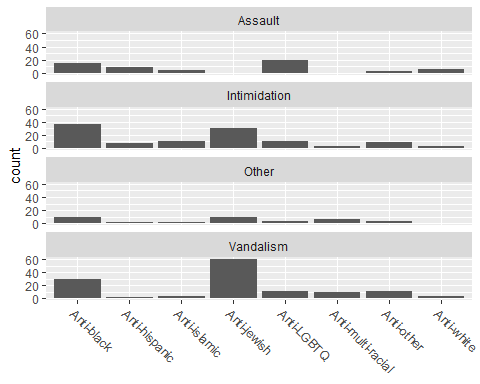 Assault
60
40
20
0
Intimidation
60
40
20
0
Other
60
40
20
0
Vandalism
60
40
20
0
count
Anti-black
Anti-hispanic
Anti-islamic
Anti-jewish
Anti-LGBTQ
Anti-multi-racial
Anti-other
Anti-white